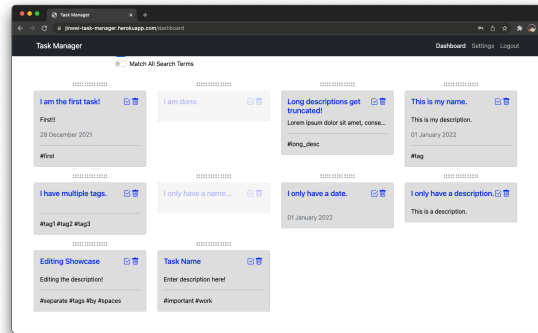 Task Manager
jinwei-task-manager.herokuapp.com/dashboard
Task Manager
Dashboard Settings Logout
Match All Search Terms
I am the first task!
First!!
28 December 2021
#first
I am done.
Long descriptions get
truncated!
Lorem ipsum dolor sit amet, conse...
#long_desc
This is my name.
This is my description.
01 January 2022
#tag
I have multiple tags.
#tag1 #tag2 #tag3
I only have a name...
I only have a date.
01 January 2022
I only have a description.
This is a description.
Editing Showcase
Editing the description!
#separate #tags #by #spaces
Task Name
Enter description here!
#important #work